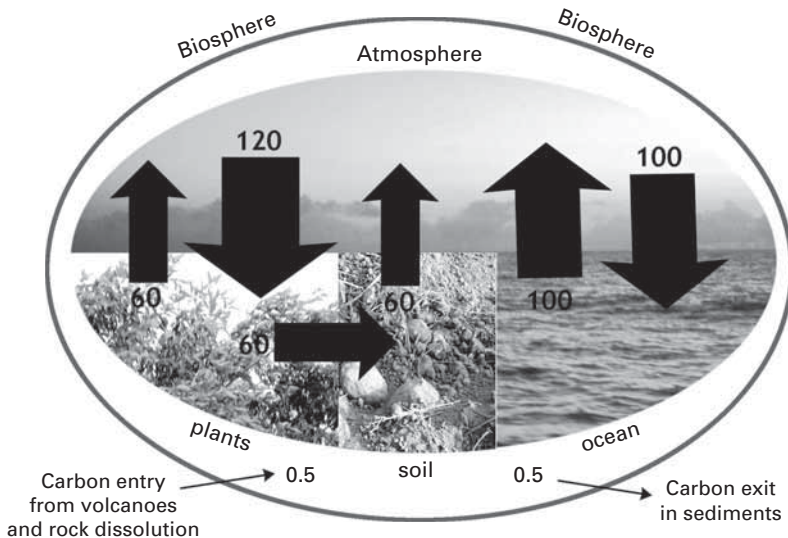 Biosphere
Biosphere
Atmosphere
120
100
60
60
100
60
plants
soil
ocean
0.5
0.5
Carbon entry
from volcanoes
and rock dissolution
Carbon exit
in sediments